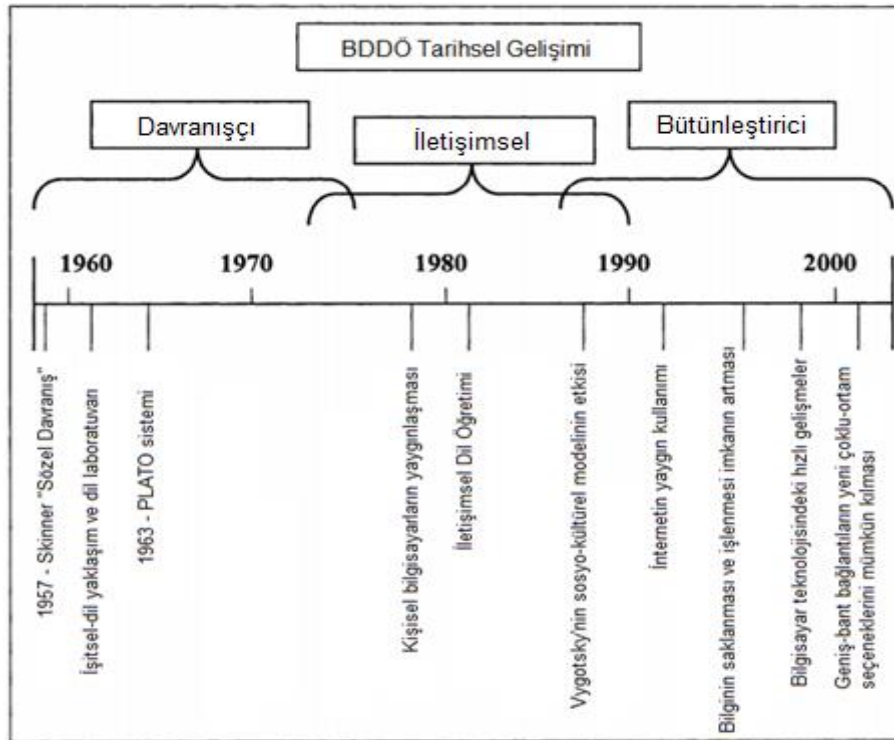 BDDÖ Tarihsel Gelişimi
Davranışçı
İletişimsel
Bütünleştirici
1960
1970
1980
1990
2000
1957 - Skinner "Sözel Davranış"
İşitsel-dil yaklaşım ve dil laboratuvarı
1963 - PLATO sistemi
Kişisel bilgisayarların yaygınlaşması
İletişimsel Dil Öğretimi
Vygotsky'nin sosyo-kültürel modelinin etkisi
İnternetin yaygın kullanımı
Bilginin saklanması ve işlenmesi imkanın artması
Bilgisayar teknolojisindeki hızlı gelişmeler
Geniş-bant bağlantıların yeni çoklu-ortam
seçeneklerini mümkün kılması